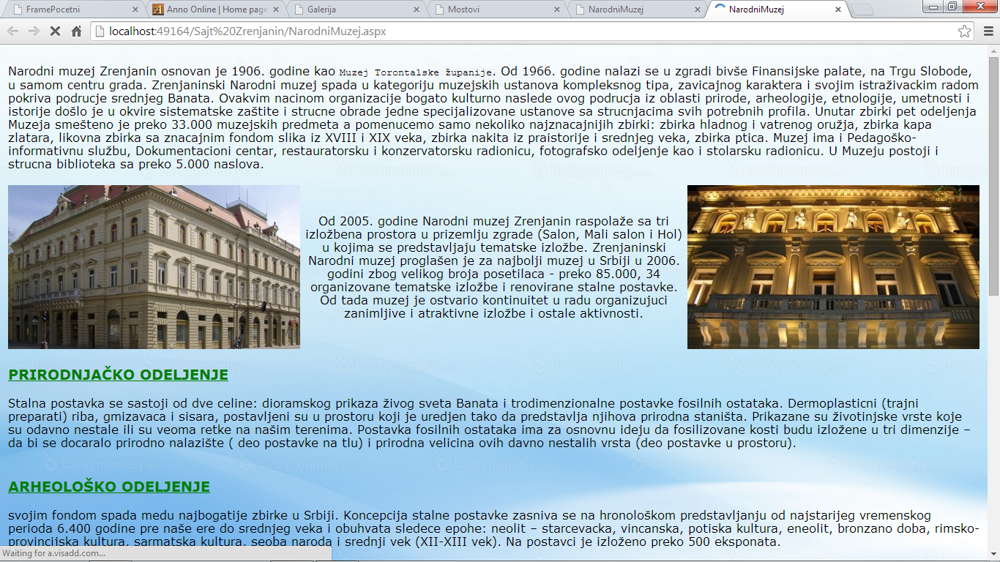 FramePocetni
Anno Online | Home page
Galerija
Mostovi
NarodniMuzej
NarodniMuzej
localhost:49164/Sajt%20Zrenjanin/NarodniMuzej.aspx
Narodni muzej Zrenjanin osnovan je 1906. godine kao Muzej Torontalske županije. Od 1966. godine nalazi se u zgradi bivše Finansijske palate, na Trgu Slobode,
u samom centru grada. Zrenjaninski Narodni muzej spada u kategoriju muzejskih ustanova kompleksnog tipa, zavicajnog karaktera i svojim istraživackim radom
pokriva podrucje srednjeg Banata. Ovakvim nacinom organizacije bogato kulturno naslede ovog podrucja iz oblasti prirode, arheologije, etnologije, umetnosti i
istorije došlo je u okvire sistematske zaštite i strucne obrade jedne specijalizovane ustanove sa strucnjacima svih potrebnih profila. Unutar zbirki pet odeljenja
Muzeja smešteno je preko 33.000 muzejskih predmeta a pomenucemo samo nekoliko najznacajnijih zbirki: zbirka hladnog i vatrenog oružja, zbirka kapa
zlatara, likovna zbirka sa znacajnim fondom slika iz XVIII i XIX veka, zbirka nakita iz praistorije i srednjeg veka, zbirka ptica. Muzej ima i Pedagoško-
informativnu službu, Dokumentacioni centar, restauratorsku i konzervatorsku radionicu, fotografsko odeljenje kao i stolarsku radionicu. U Muzeju postoji i
strucna biblioteka sa preko 5.000 naslova.
Od 2005. godine Narodni muzej Zrenjanin raspolaže sa tri
izložbena prostora u prizemlju zgrade (Salon, Mali salon i Hol)
u kojima se predstavljaju tematske izložbe. Zrenjaninski
Narodni muzej proglašen je za najbolji muzej u Srbiji u 2006.
godini zbog velikog broja posetilaca - preko 85.000, 34
organizovane tematske izložbe i renovirane stalne postavke.
Od tada muzej je ostvario kontinuitet u radu organizujuci
zanimljive i atraktivne izložbe i ostale aktivnosti.
PRIRODNJAČKO ODELJENJE
Stalna postavka se sastoji od dve celine: dioramskog prikaza živog sveta Banata i trodimenzionalne postavke fosilnih ostataka. Dermoplasticni (trajni
preparati) riba, gmizavaca i sisara, postavljeni su u prostoru koji je uredjen tako da predstavlja njihova prirodna staništa. Prikazane su životinjske vrste koje
su odavno nestale ili su veoma retke na našim terenima. Postavka fosilnih ostataka ima za osnovnu ideju da fosilizovane kosti budu izložene u tri dimenzije –
da bi se docaralo prirodno nalazište ( deo postavke na tlu) i prirodna velicina ovih davno nestalih vrsta (deo postavke u prostoru).
ARHEOLOŠKO ODELJENJE
svojim fondom spada medu najbogatije zbirke u Srbiji. Koncepcija stalne postavke zasniva se na hronološkom predstavljanju od najstarijeg vremenskog
perioda 6.400 godine pre naše ere do srednjeg veka i obuhvata sledece epohe: neolit – starcevacka, vincanska, potiska kultura, eneolit, bronzano doba, rimsko-
provincijska kultura, sarmatska kultura, seoba naroda i srednji vek (XII-XIII vek). Na postavci je izloženo preko 500 eksponata.
Waiting for a.visadd.com...